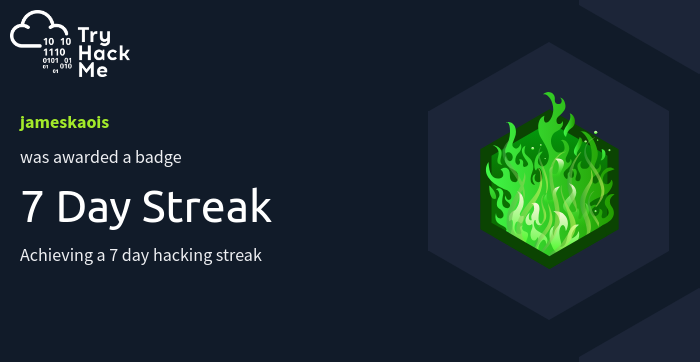 Try
Hack
Me
10 10
1110
0101 01
01 010
01
jameskaois
was awarded a badge
7 Day Streak
Achieving a 7 day hacking streak